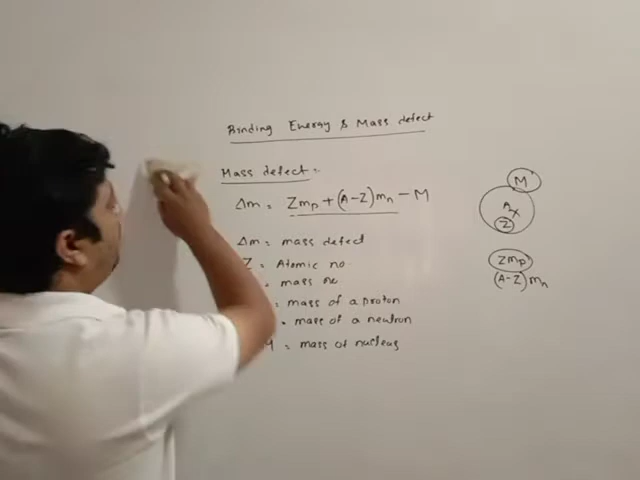 Binding Energy & Mass defect
Mass defect :-
Δm = Zmp + (A-Z)mn - M
Δm = mass defect
Z = Atomic no.
= mass no
= mass of a proton
= mass of a neutron
M = mass of nucleus
M
A
X
Z
Zmp
(A-Z)mn